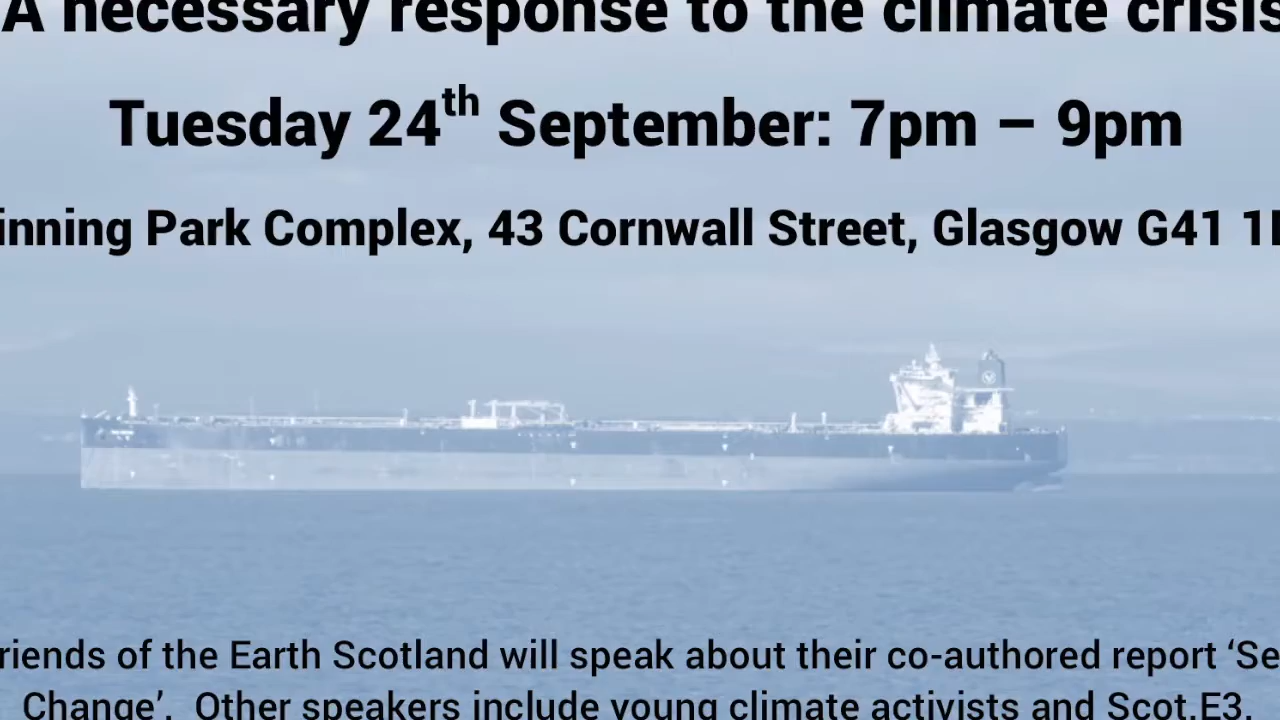 A necessary response to the climate crisis
Tuesday 24th September: 7pm – 9pm
inning Park Complex, 43 Cornwall Street, Glasgow G41 1
riends of the Earth Scotland will speak about their co-authored report ‘Se
Change’. Other speakers include young climate activists and Scot.E3.